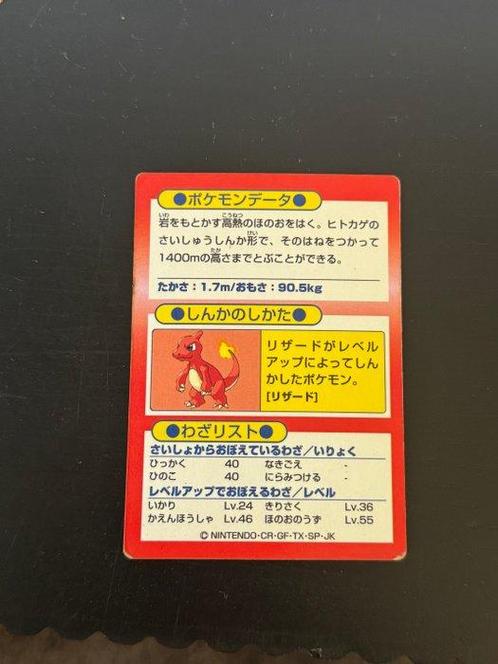 ●ポケモンデータ●
岩をもとかす高熱のほのおをはく。ヒトカゲの
さいしゅうしんか形で、そのはねをつかって
1400mの高さまでとぶことができる。
たかさ：1.7m/おもさ：90.5kg
●しんかのしかた●
リザードがレベル
アップによってしん
かしたポケモン。
[リザード]
●わざリスト●
さいしょからおぼえているわざ／いりょく
ひっかく 40 なきごえ -
ひのこ 40 にらみつける -
レベルアップでおぼえるわざ／レベル
いかり Lv.24 きりさく Lv.36
かえんほうしゃ Lv.46 ほのおのうず Lv.55
© NINTENDO・CR・GF・TX・SP・JK